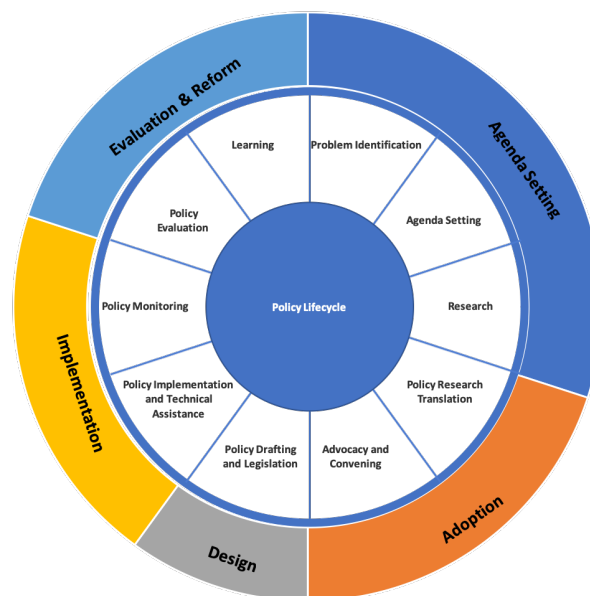 Evaluation & Reform
Agenda Setting
Learning
Problem Identification
Policy
Evaluation
Agenda Setting
Policy Monitoring
Policy Lifecycle
Research
Policy Implementation
and Technical
Assistance
Policy Research
Translation
Policy Drafting
and Legislation
Advocacy and
Convening
Implementation
Adoption
Design